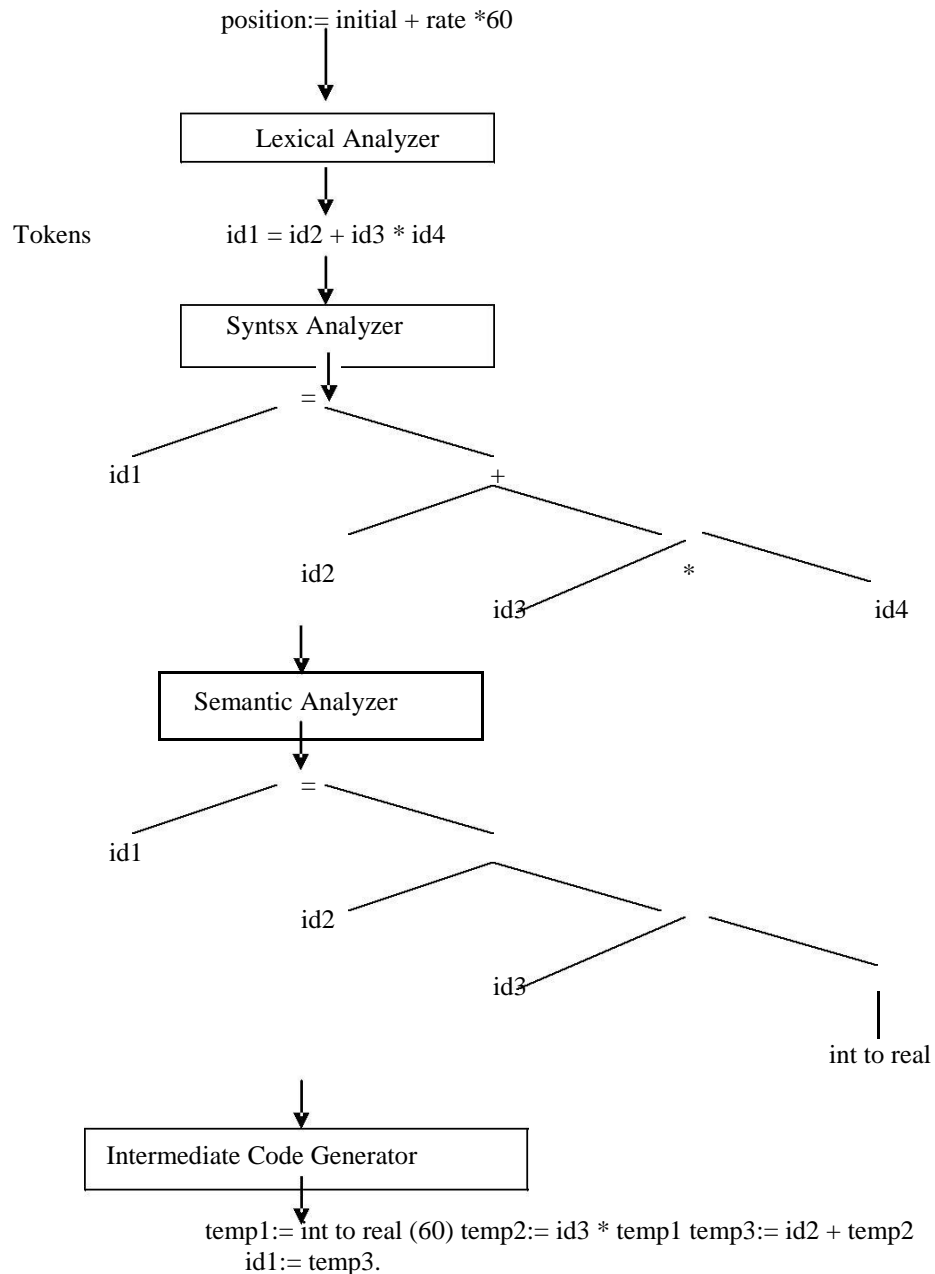 position:= initial + rate *60
Lexical Analyzer
Tokens id1 = id2 + id3 * id4
Syntsx Analyzer
=
id1
+
id2
*
id3 id4
Semantic Analyzer
=
id1
id2
id3
int to real
Intermediate Code Generator
temp1:= int to real (60) temp2:= id3 * temp1 temp3:= id2 + temp2
id1:= temp3.